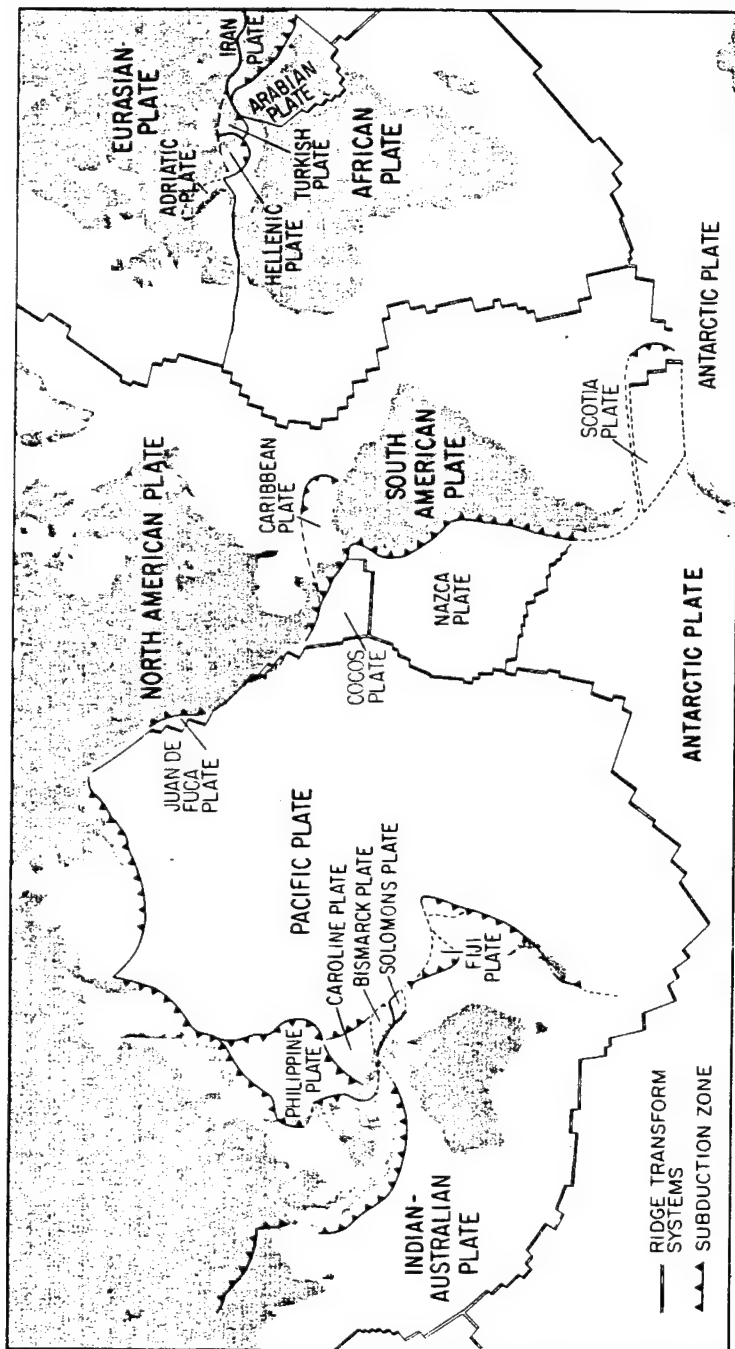 EURASIAN-
PLATE
IRAN
PLATE
ADRIATIC
PLATE
ARABIAN
PLATE
TURKISH
PLATE
HELLENIC
PLATE
AFRICAN
PLATE
NORTH AMERICAN PLATE
CARIBBEAN
PLATE
SOUTH
AMERICAN
PLATE
SCOTIA
PLATE
ANTARCTIC PLATE
JUAN DE
FUCA
PLATE
COCOS
PLATE
NAZCA
PLATE
ANTARCTIC PLATE
PACIFIC PLATE
CAROLINE PLATE
BISMARCK PLATE
SOLOMONS PLATE
FIJI
PLATE
PHILIPPINE
PLATE
INDIAN-
AUSTRALIAN
PLATE
RIDGE TRANSFORM
SYSTEMS
SUBDUCTION ZONE